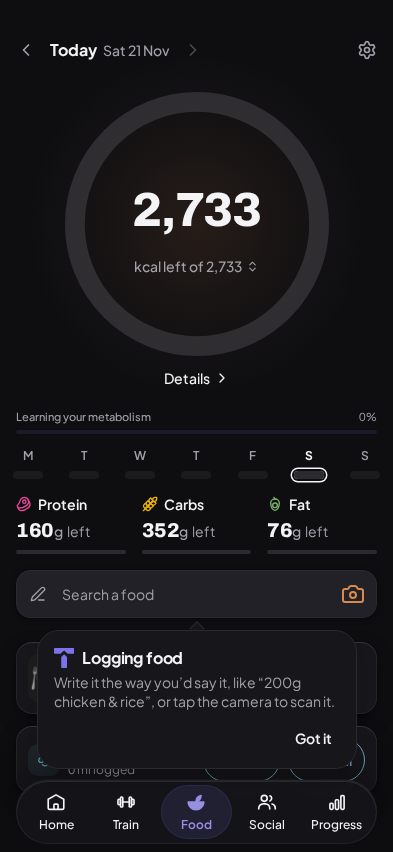 Today Sat 21 Nov
2,733
kcal left of 2,733
Details
Learning your metabolism 0%
M T W T F S S
Protein Carbs Fat
160g left 352g left 76g left
Search a food
Logging food
Write it the way you’d say it, like “200g
chicken & rice”, or tap the camera to scan it.
Got it
Home Train Food Social Progress